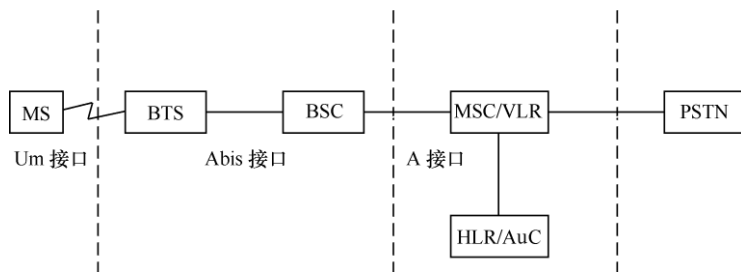 MS
BTS
BSC
MSC/VLR
PSTN
Um 接口
Abis 接口
A 接口
HLR/AuC